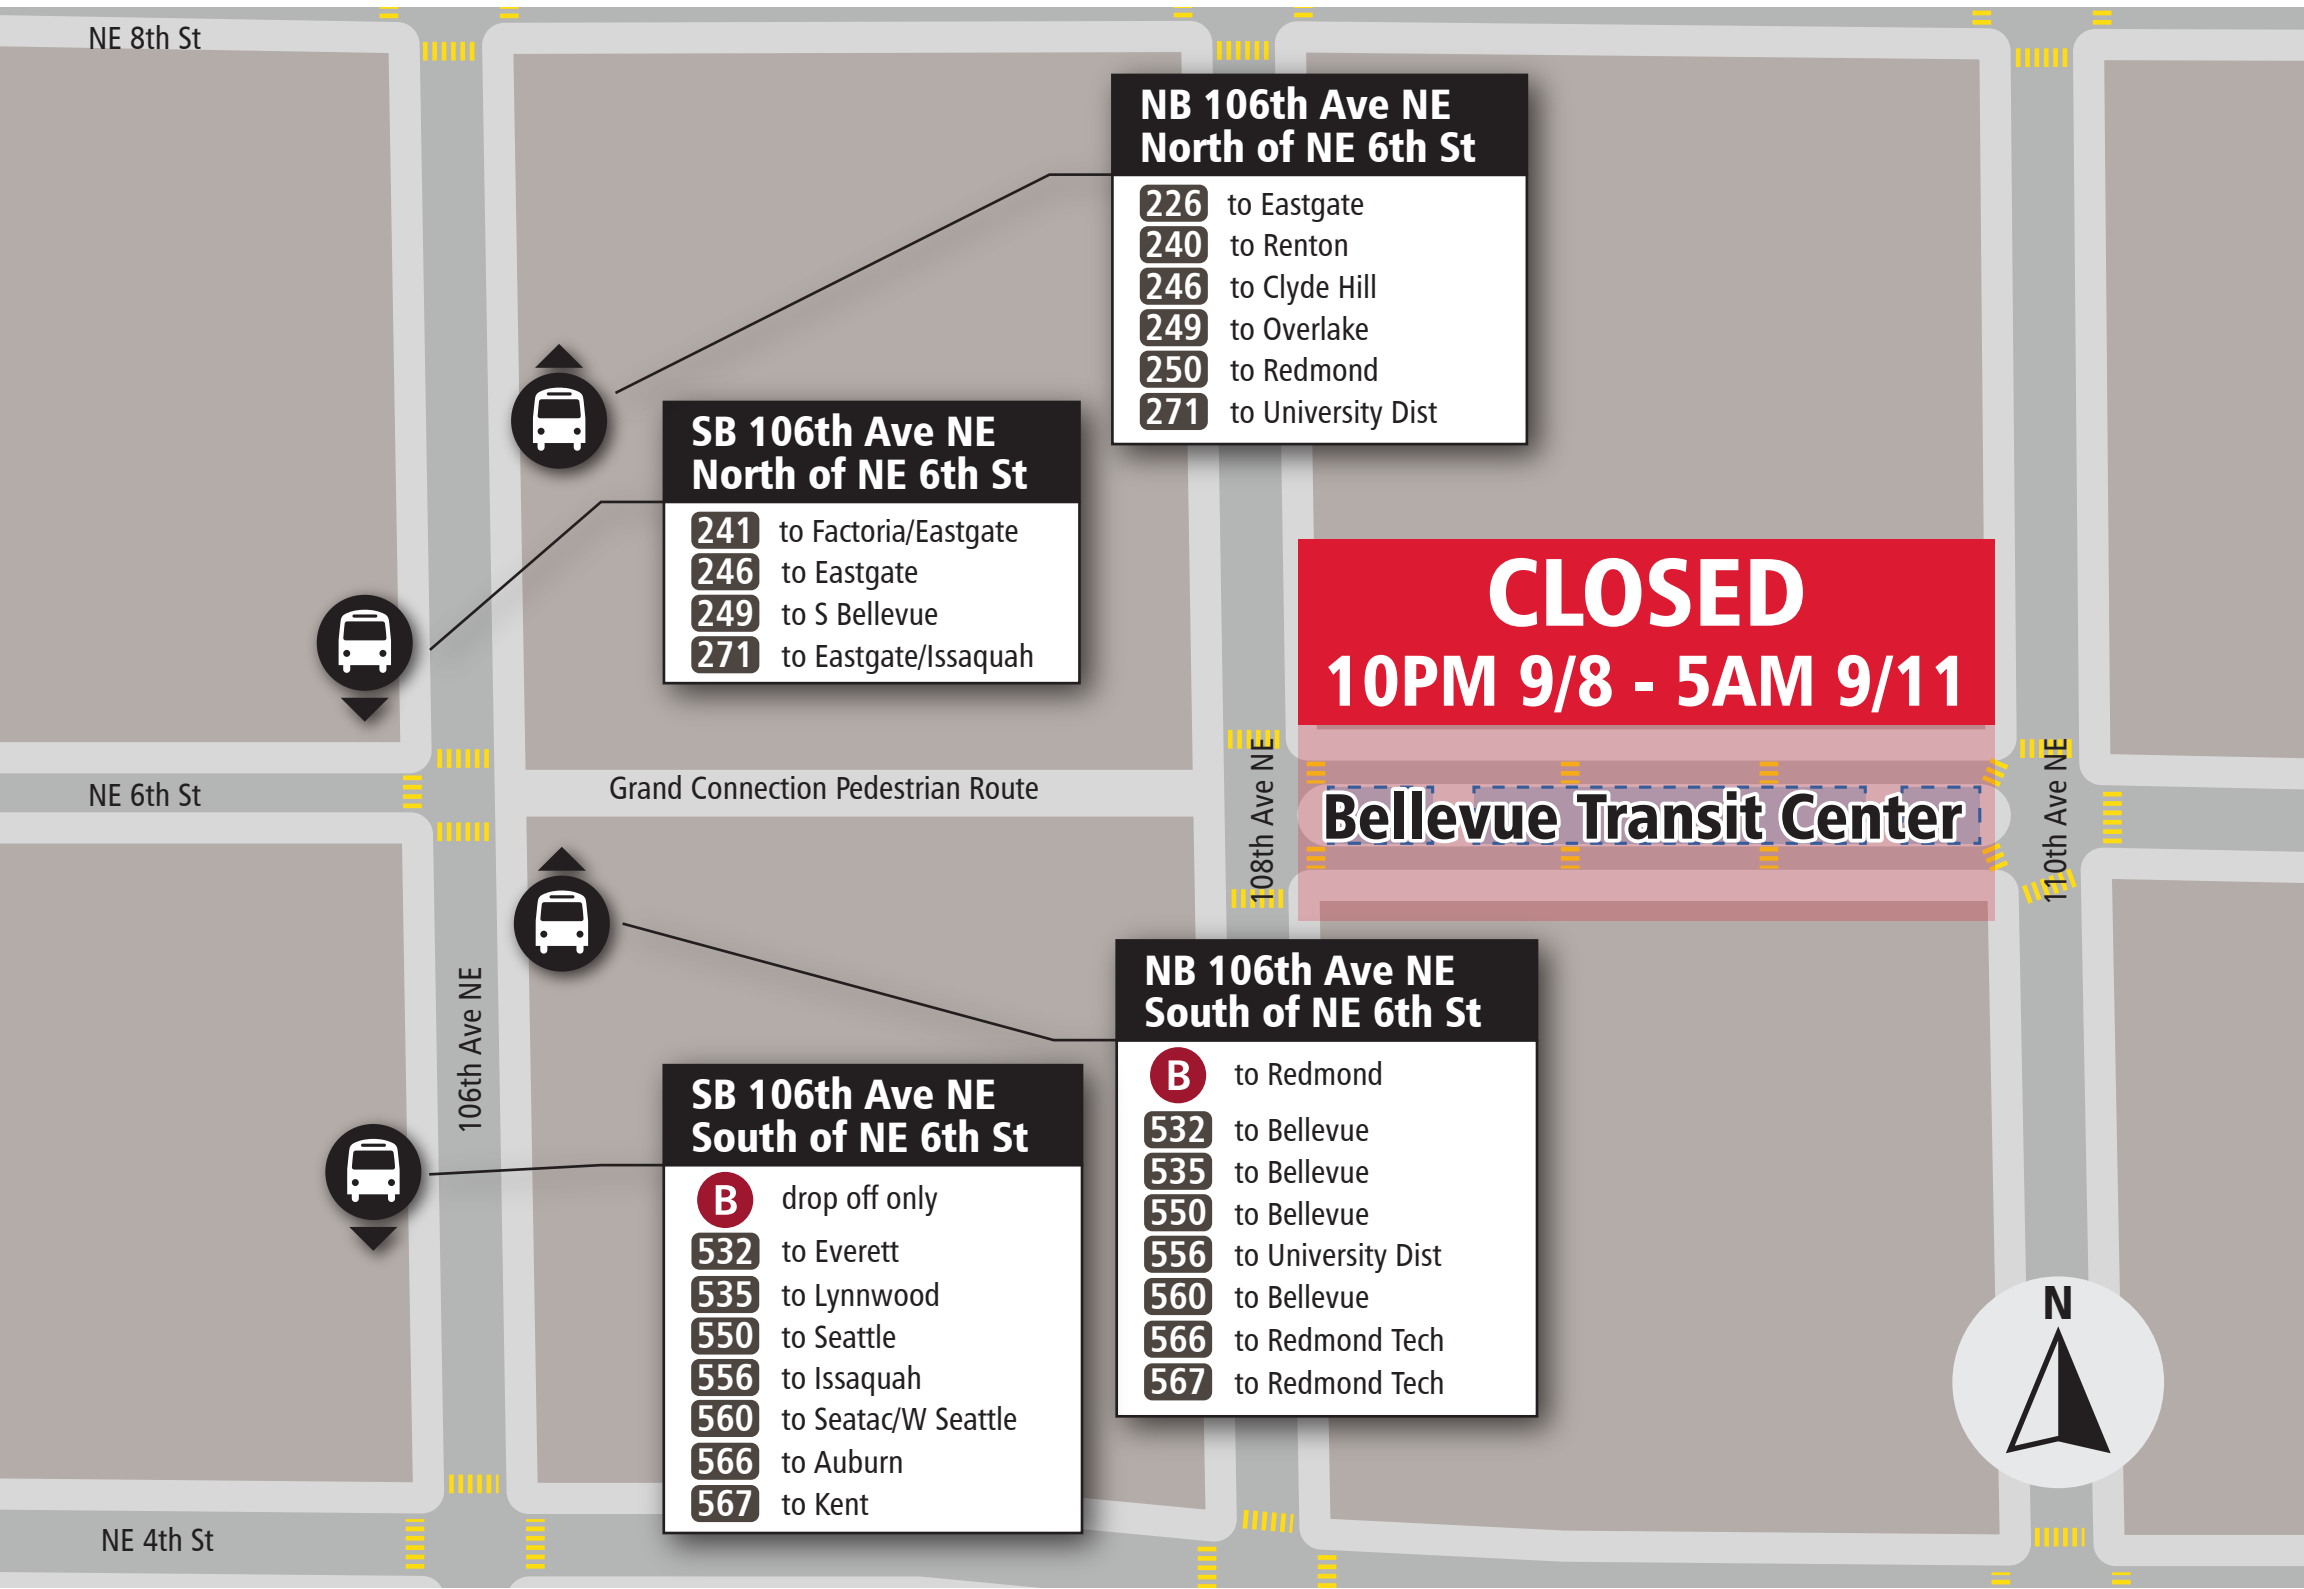 NE 8th St
NB 106th Ave NE
North of NE 6th St
226 to Eastgate
240 to Renton
246 to Clyde Hill
249 to Overlake
250 to Redmond
271 to University Dist
SB 106th Ave NE
North of NE 6th St
241 to Factoria/Eastgate
246 to Eastgate
249 to S Bellevue
271 to Eastgate/Issaquah
CLOSED
10PM 9/8 - 5AM 9/11
NE 6th St
Grand Connection Pedestrian Route
108th Ave NE
Bellevue Transit Center
110th Ave NE
106th Ave NE
NB 106th Ave NE
South of NE 6th St
B to Redmond
532 to Bellevue
535 to Bellevue
550 to Bellevue
556 to University Dist
560 to Bellevue
566 to Redmond Tech
567 to Redmond Tech
SB 106th Ave NE
South of NE 6th St
B drop off only
532 to Everett
535 to Lynnwood
550 to Seattle
556 to Issaquah
560 to Seatac/W Seattle
566 to Auburn
567 to Kent
N
NE 4th St